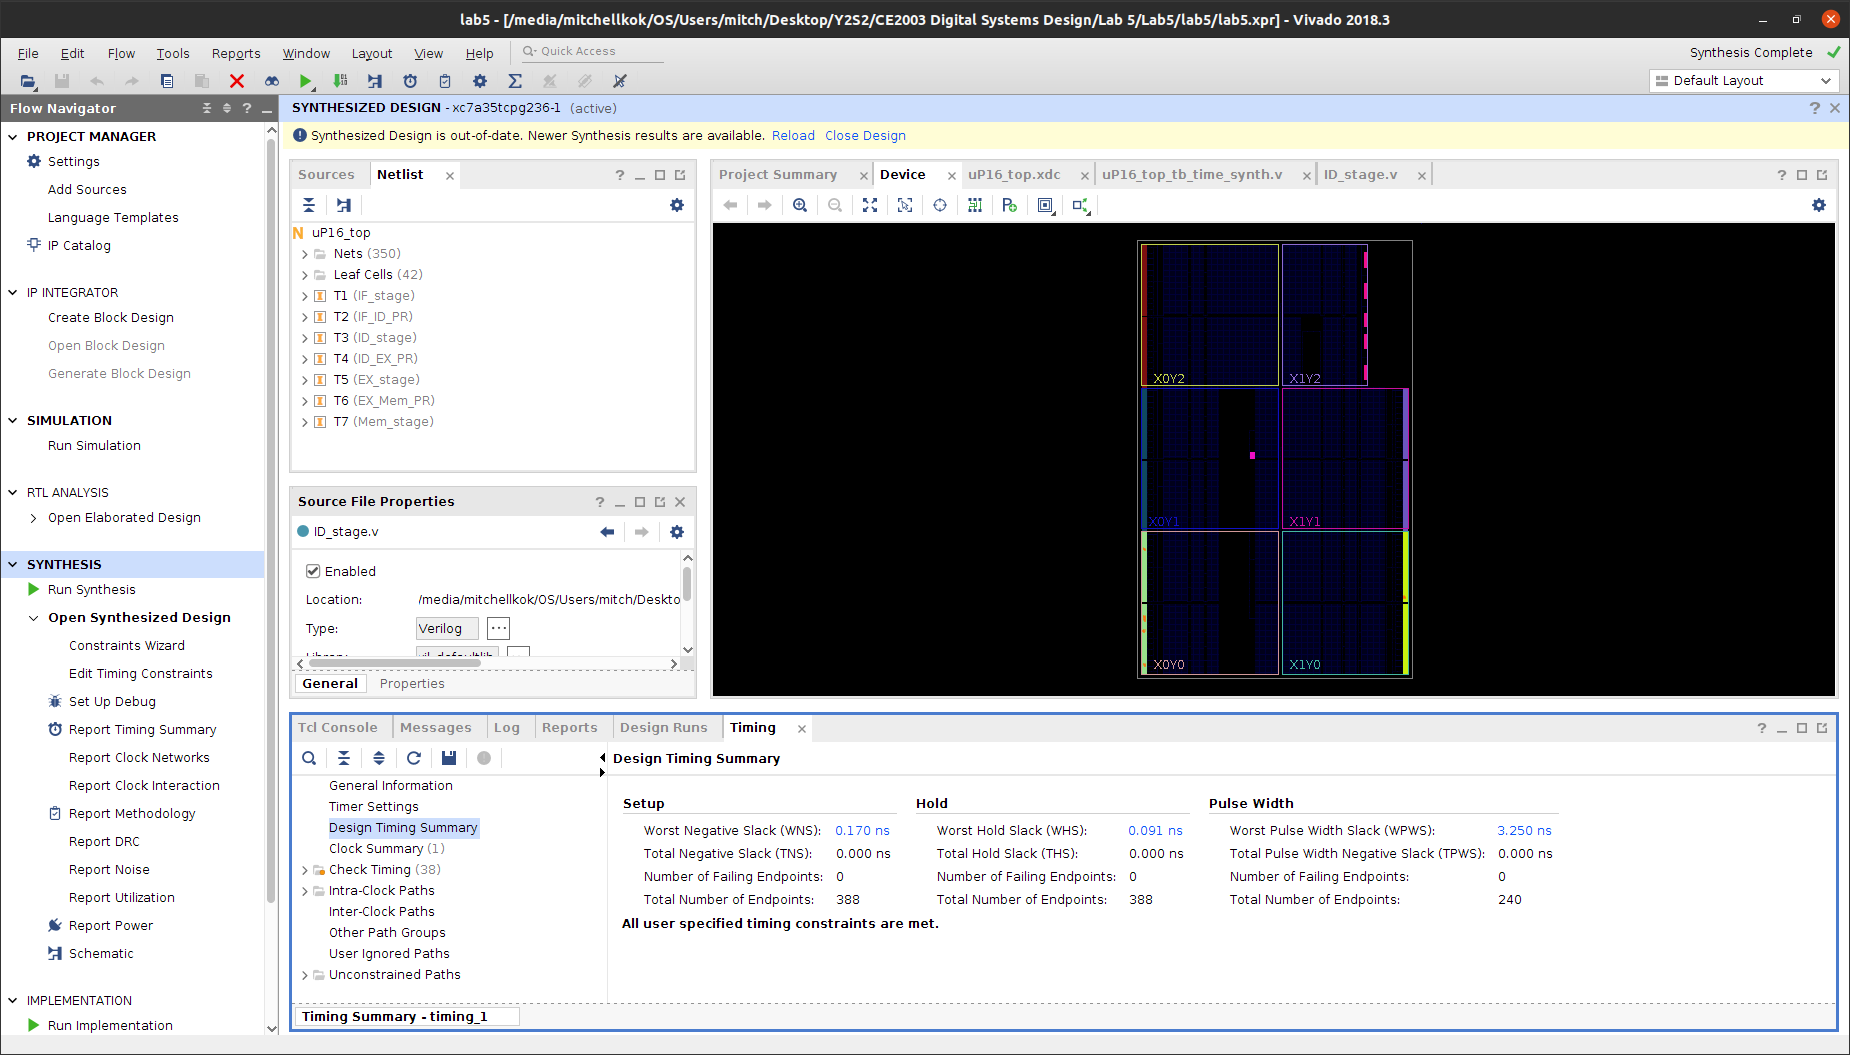 lab5 - [/media/mitchellkok/OS/Users/mitch/Desktop/Y2S2/CE2003 Digital Systems Design/Lab 5/Lab5/lab5/lab5.xpr] - Vivado 2018.3
File Edit Flow Tools Reports Window Layout View Help Quick Access
Synthesis Complete
Default Layout
Flow Navigator
SYNTHESIZED DESIGN - xc7a35tcpg236-1 (active)
Synthesized Design is out-of-date. Newer Synthesis results are available. Reload Close Design
PROJECT MANAGER
Settings
Add Sources
Language Templates
IP Catalog
IP INTEGRATOR
Create Block Design
Open Block Design
Generate Block Design
SIMULATION
Run Simulation
RTL ANALYSIS
Open Elaborated Design
SYNTHESIS
Run Synthesis
Open Synthesized Design
Constraints Wizard
Edit Timing Constraints
Set Up Debug
Report Timing Summary
Report Clock Networks
Report Clock Interaction
Report Methodology
Report DRC
Report Noise
Report Utilization
Report Power
Schematic
IMPLEMENTATION
Run Implementation
Sources Netlist
uP16_top
Nets (350)
Leaf Cells (42)
T1 (IF_stage)
T2 (IF_ID_PR)
T3 (ID_stage)
T4 (ID_EX_PR)
T5 (EX_stage)
T6 (EX_Mem_PR)
T7 (Mem_stage)
Source File Properties
ID_stage.v
Enabled
Location: /media/mitchellkok/OS/Users/mitch/Deskto
Type: Verilog
General Properties
Project Summary Device uP16_top.xdc uP16_top_tb_time_synth.v ID_stage.v
X0Y2 X1Y2
X0Y1 X1Y1
X0Y0 X1Y0
Tcl Console Messages Log Reports Design Runs Timing
General Information
Timer Settings
Design Timing Summary
Clock Summary (1)
Check Timing (38)
Intra-Clock Paths
Inter-Clock Paths
Other Path Groups
User Ignored Paths
Unconstrained Paths
Design Timing Summary
Setup Hold Pulse Width
Worst Negative Slack (WNS): 0.170 ns Worst Hold Slack (WHS): 0.091 ns Worst Pulse Width Slack (WPWS): 3.250 ns
Total Negative Slack (TNS): 0.000 ns Total Hold Slack (THS): 0.000 ns Total Pulse Width Negative Slack (TPWS): 0.000 ns
Number of Failing Endpoints: 0 Number of Failing Endpoints: 0 Number of Failing Endpoints: 0
Total Number of Endpoints: 388 Total Number of Endpoints: 388 Total Number of Endpoints: 240
All user specified timing constraints are met.
Timing Summary - timing_1